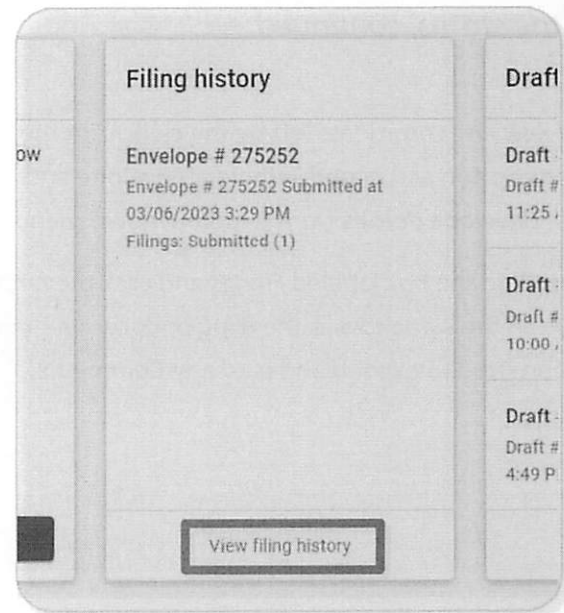 ow
Filing history
Envelope # 275252
Envelope # 275252 Submitted at
03/06/2023 3:29 PM
Filings: Submitted (1)
View filing history
Draft
Draft
Draft #
11:25
Draft
Draft #
10:00
Draft
Draft #
4:49 P